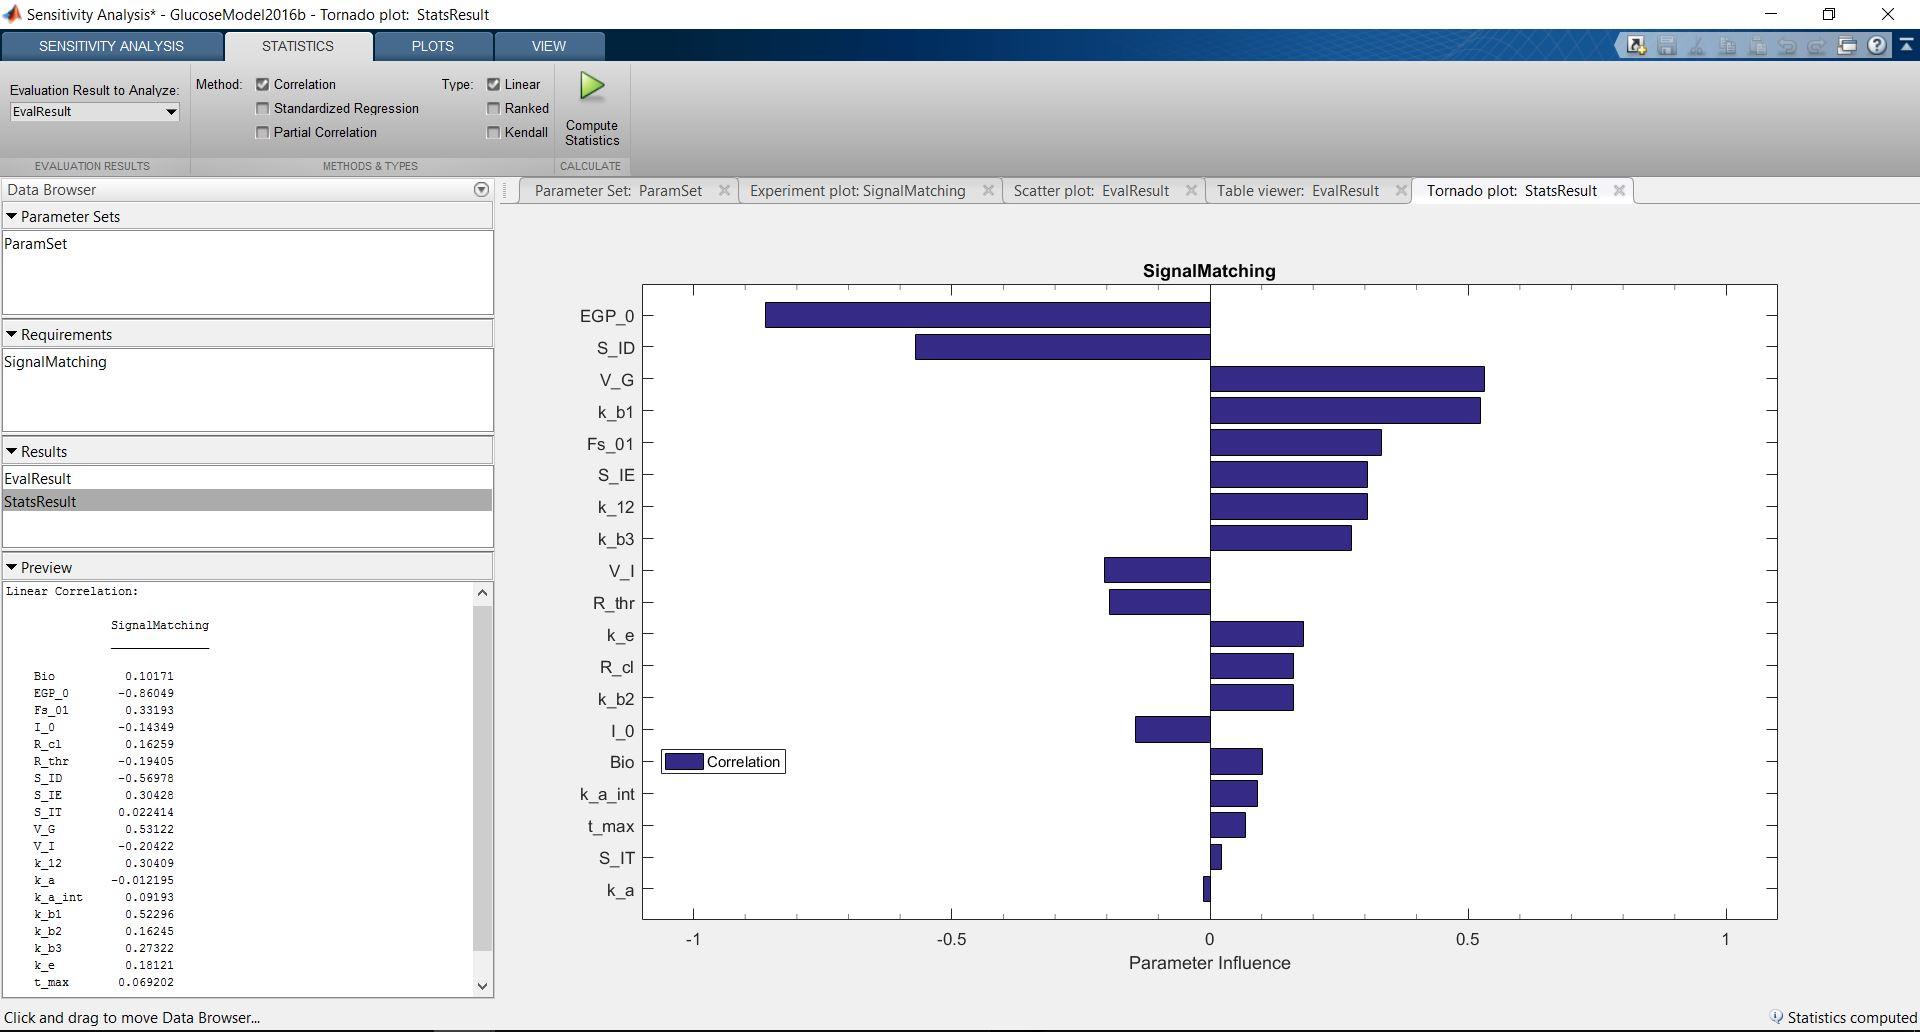 Sensitivity Analysis* - GlucoseModel2016b - Tornado plot: StatsResult
SENSITIVITY ANALYSIS STATISTICS PLOTS VIEW
Evaluation Result to Analyze:
EvalResult
EVALUATION RESULTS
Method: Correlation
Standardized Regression
Partial Correlation
Type: Linear
Ranked
Kendall
METHODS & TYPES
Compute
Statistics
CALCULATE
Data Browser
Parameter Sets
ParamSet
Requirements
SignalMatching
Results
EvalResult
StatsResult
Preview
Linear Correlation:
SignalMatching
Bio 0.10171
EGP_0 -0.86049
Fs_01 0.33193
I_0 -0.14349
R_cl 0.16259
R_thr -0.19405
S_ID -0.56978
S_IE 0.30428
S_IT 0.022414
V_G 0.53122
V_I -0.20422
k_12 0.30409
k_a -0.012195
k_a_int 0.09193
k_b1 0.52296
k_b2 0.16245
k_b3 0.27322
k_e 0.18121
t_max 0.069202
Parameter Set: ParamSet Experiment plot: SignalMatching Scatter plot: EvalResult Table viewer: EvalResult Tornado plot: StatsResult
SignalMatching
EGP_0
S_ID
V_G
k_b1
Fs_01
S_IE
k_12
k_b3
V_I
R_thr
k_e
R_cl
k_b2
I_0
Bio
k_a_int
t_max
S_IT
k_a
Correlation
-1 -0.5 0 0.5 1
Parameter Influence
Click and drag to move Data Browser...
Statistics computed